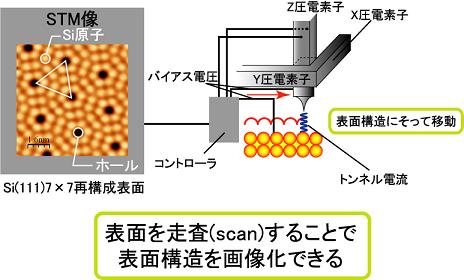 STM像
Si原子
1.6nm
ホール
Si(111)7×7再構成表面
Z圧電素子
X圧電素子
バイアス電圧
Y圧電素子
コントローラ
表面構造にそって移動
トンネル電流
表面を走査(scan)することで
表面構造を画像化できる